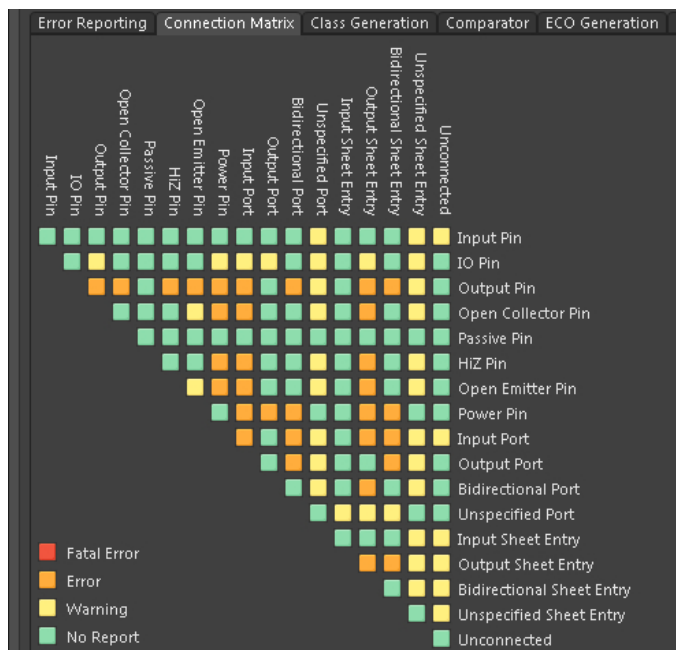 Error Reporting Connection Matrix Class Generation Comparator ECO Generation
Input Pin
IO Pin
Output Pin
Open Collector Pin
Passive Pin
HiZ Pin
Open Emitter Pin
Power Pin
Input Port
Output Port
Bidirectional Port
Unspecified Port
Input Sheet Entry
Output Sheet Entry
Bidirectional Sheet Entry
Unspecified Sheet Entry
Unconnected
Input Pin
IO Pin
Output Pin
Open Collector Pin
Passive Pin
HiZ Pin
Open Emitter Pin
Power Pin
Input Port
Output Port
Bidirectional Port
Unspecified Port
Input Sheet Entry
Output Sheet Entry
Bidirectional Sheet Entry
Unspecified Sheet Entry
Unconnected
Fatal Error
Error
Warning
No Report